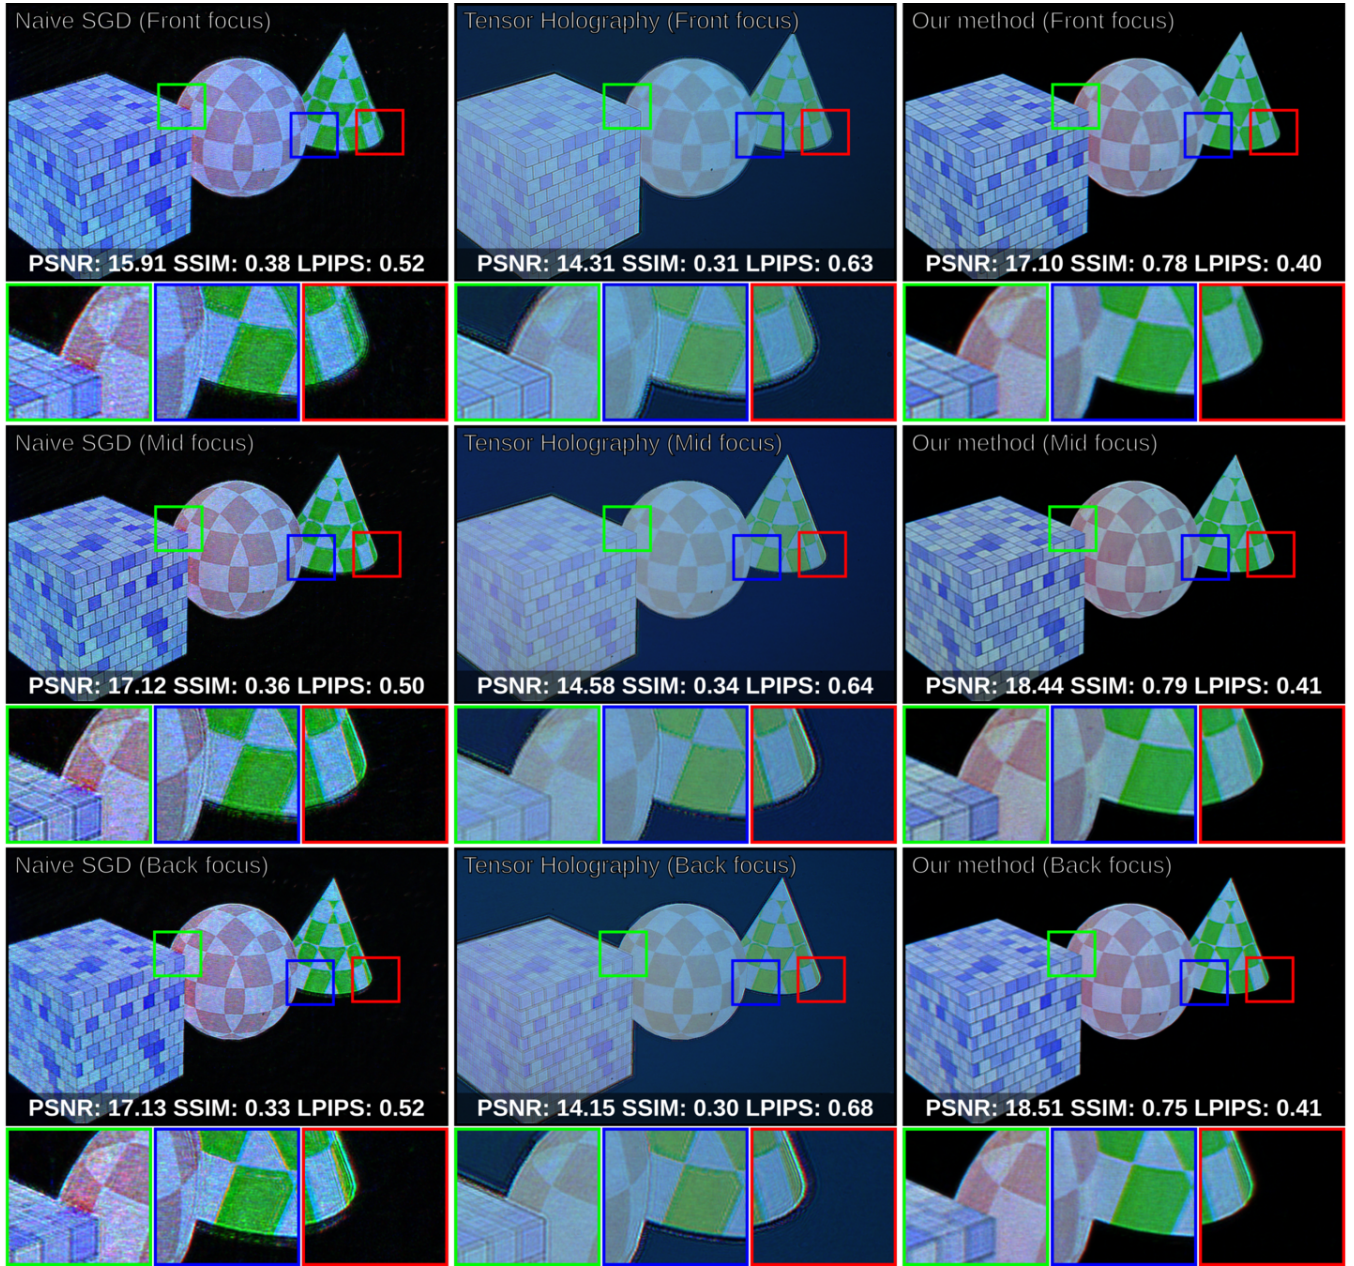 Naive SGD (Front focus)
PSNR: 15.91 SSIM: 0.38 LPIPS: 0.52
Tensor Holography (Front focus)
PSNR: 14.31 SSIM: 0.31 LPIPS: 0.63
Our method (Front focus)
PSNR: 17.10 SSIM: 0.78 LPIPS: 0.40
Naive SGD (Mid focus)
PSNR: 17.12 SSIM: 0.36 LPIPS: 0.50
Tensor Holography (Mid focus)
PSNR: 14.58 SSIM: 0.34 LPIPS: 0.64
Our method (Mid focus)
PSNR: 18.44 SSIM: 0.79 LPIPS: 0.41
Naive SGD (Back focus)
PSNR: 17.13 SSIM: 0.33 LPIPS: 0.52
Tensor Holography (Back focus)
PSNR: 14.15 SSIM: 0.30 LPIPS: 0.68
Our method (Back focus)
PSNR: 18.51 SSIM: 0.75 LPIPS: 0.41